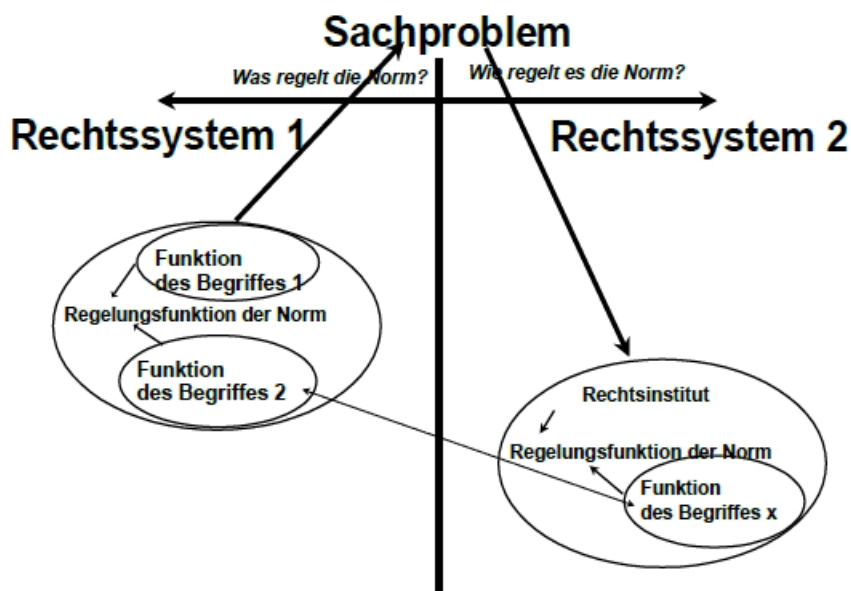 Sachproblem
Was regelt die Norm?
Wie regelt es die Norm?
Rechtssystem 1
Rechtssystem 2
Funktion
des Begriffes 1
Regelungsfunktion der Norm
Funktion
des Begriffes 2
Rechtsinstitut
Regelungsfunktion der Norm
Funktion
des Begriffes x